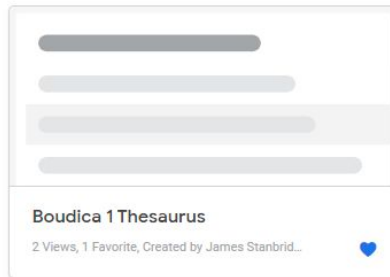 Boudica 1 Thesaurus
2 Views, 1 Favorite, Created by James Stanbrid...